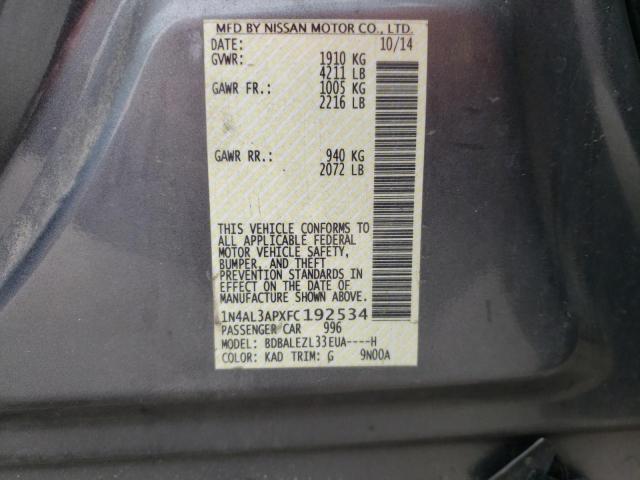 MFD BY NISSAN MOTOR CO., LTD.
DATE: 10/14
GVWR: 1910 KG
4211 LB
GAWR FR.: 1005 KG
2216 LB
GAWR RR.: 940 KG
2072 LB
THIS VEHICLE CONFORMS TO
ALL APPLICABLE FEDERAL
MOTOR VEHICLE SAFETY,
BUMPER, AND THEFT
PREVENTION STANDARDS IN
EFFECT ON THE DATE OF
MANUFACTURE SHOWN ABOVE.
1N4AL3APXFC192534
PASSENGER CAR 996
MODEL: BDBALEZL33EUA----H
COLOR: KAD TRIM: G 9N00A